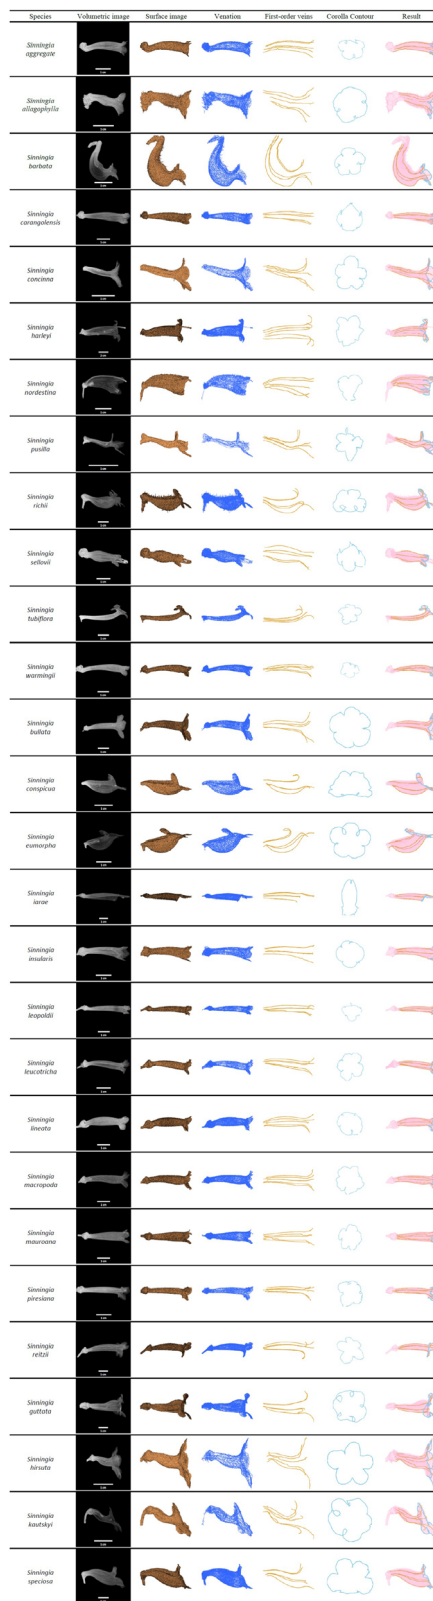 Species Volumetric image Surface image Venation First-order veins Corolla Contour Result
Sinningia
aggregate
Sinningia
allagophylla
Sinningia
barbata
Sinningia
carangolensis
Sinningia
concinna
Sinningia
harleyi
Sinningia
nordestina
Sinningia
pusilla
Sinningia
richii
Sinningia
sellovii
Sinningia
tubiflora
Sinningia
warmingii
Sinningia
bullata
Sinningia
conspicua
Sinningia
eumorpha
Sinningia
iarae
Sinningia
insularis
Sinningia
leopoldii
Sinningia
leucotricha
Sinningia
lineata
Sinningia
macropoda
Sinningia
mauroana
Sinningia
piresiana
Sinningia
reitzii
Sinningia
guttata
Sinningia
hirsuta
Sinningia
kautskyi
Sinningia
speciosa